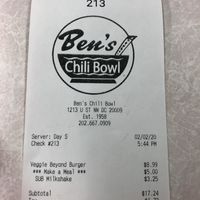 213
Ben's
Chili Bowl
Ben's Chili Bowl
1213 U ST NW DC 20009
Est. 1958
202.667.0909
Server: Day S 02/02/20
Check #213 5:44 PM
Veggie Beyond Burger $8.99
### Make a Meal ### $5.00
SUB Milkshake $3.25
Subtotal $17.24